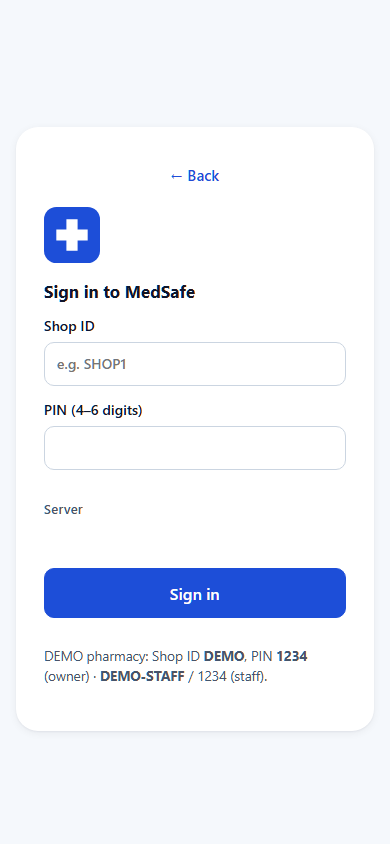 ← Back
Sign in to MedSafe
Shop ID
e.g. SHOP1
PIN (4–6 digits)
Server
Sign in
DEMO pharmacy: Shop ID DEMO, PIN 1234
(owner) · DEMO-STAFF / 1234 (staff).